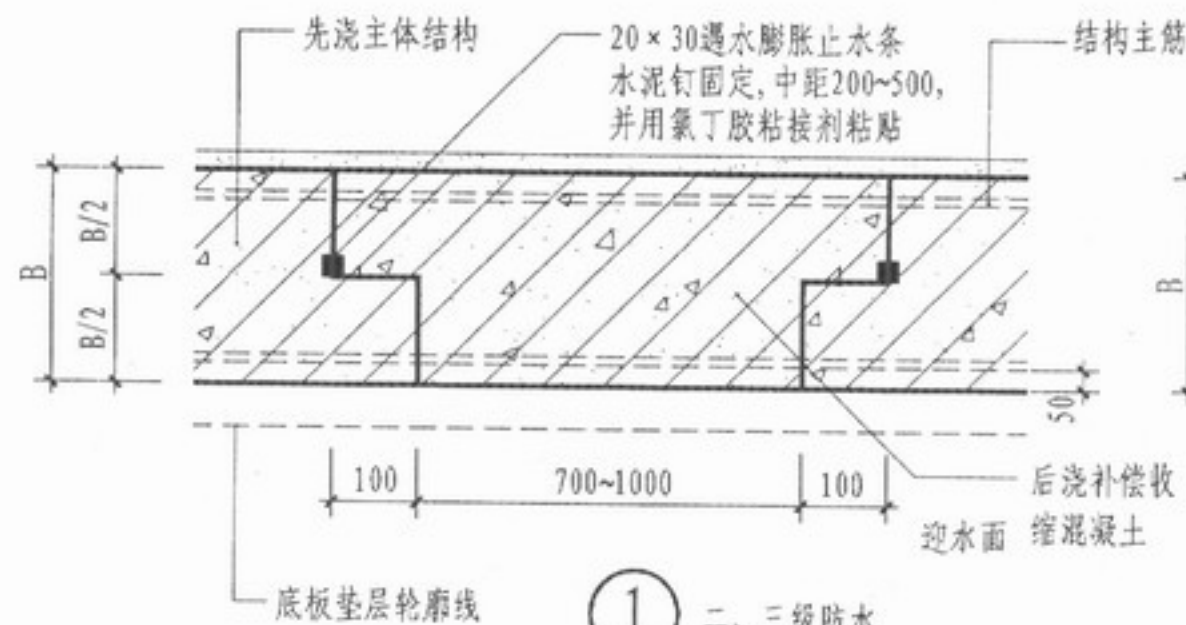 先浇主体结构
20×30遇水膨胀止水条
水泥钉固定,中距200~500,
并用氯丁胶粘接剂粘贴
结构主筋
B
B/2
B/2
B
50
100
700~1000
100
后浇补偿收
缩混凝土
迎水面
底板垫层轮廓线
1
二、三级防水